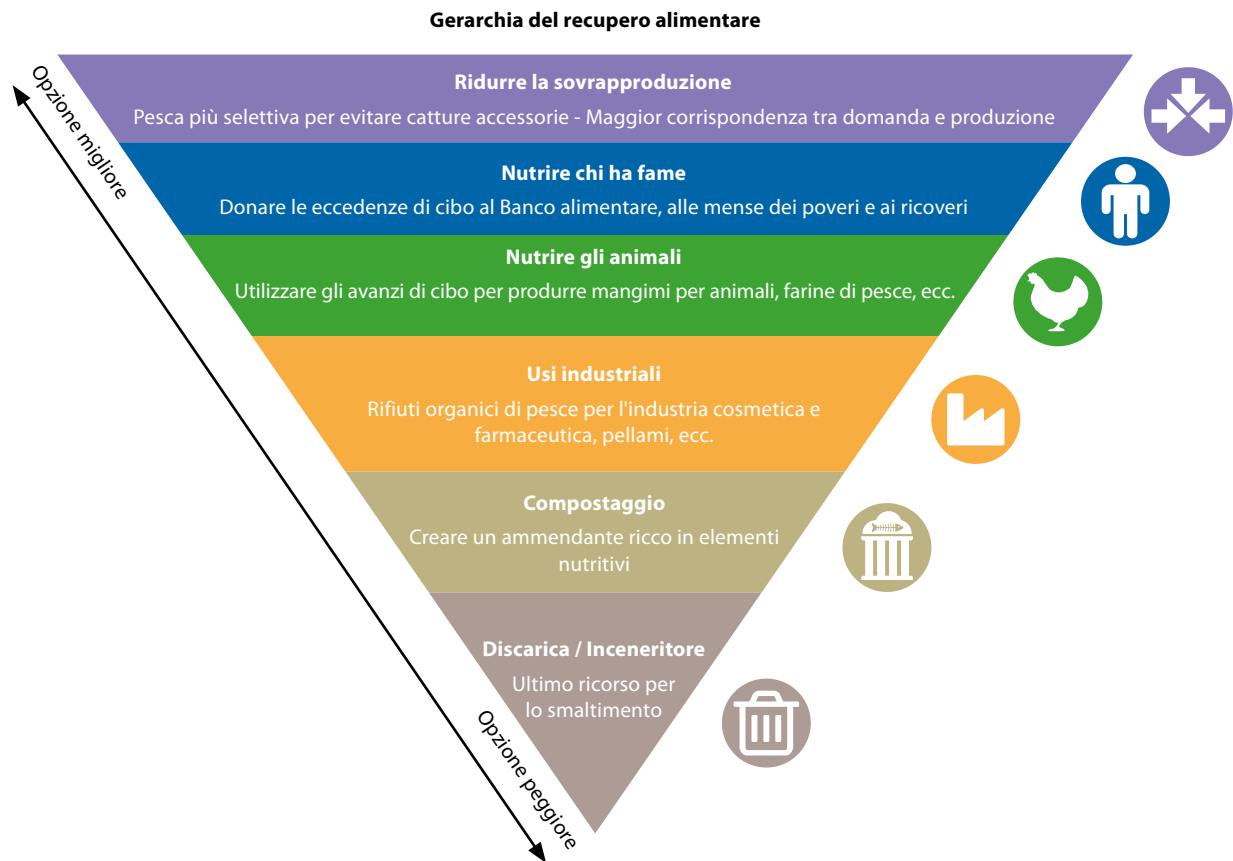 Gerarchia del recupero alimentare
Opzione migliore
Ridurre la sovrapproduzione
Pesca più selettiva per evitare catture accessorie - Maggior corrispondenza tra domanda e produzione
Nutrire chi ha fame
Donare le eccedenze di cibo al Banco alimentare, alle mense dei poveri e ai ricoveri
Nutrire gli animali
Utilizzare gli avanzi di cibo per produrre mangimi per animali, farine di pesce, ecc.
Usi industriali
Rifiuti organici di pesce per l'industria cosmetica e
farmaceutica, pellami, ecc.
Compostaggio
Creare un ammendante ricco in elementi
nutritivi
Discarica / Inceneritore
Ultimo ricorso per
lo smaltimento
Opzione peggiore